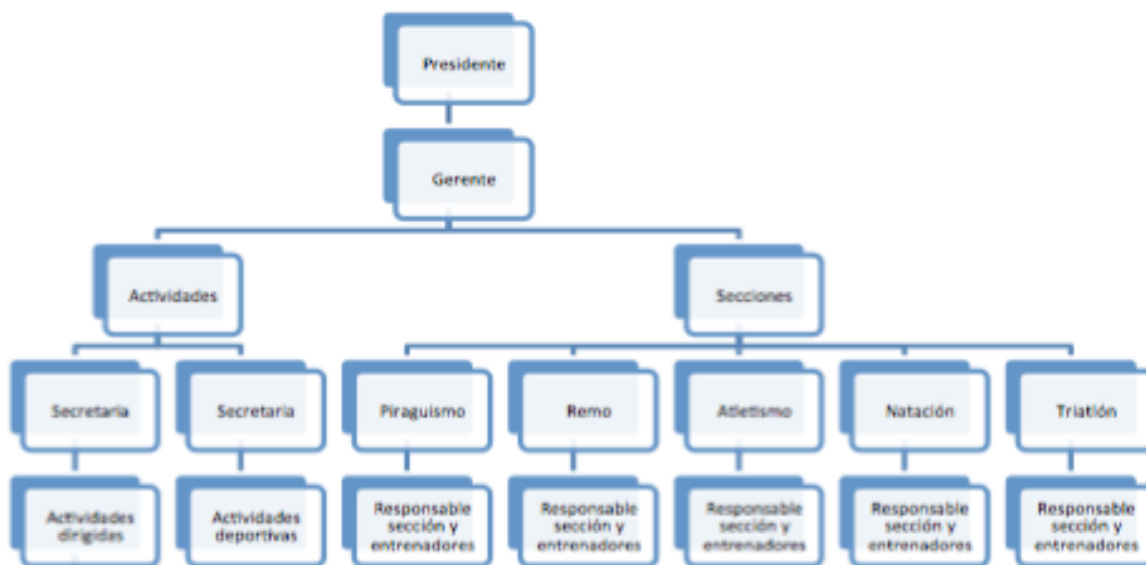 Presidente
Gerente
Actividades
Secciones
Secretaria
Secretaria
Piraguismo
Remo
Atletismo
Natación
Triatlón
Actividades
dirigidas
Actividades
deportivas
Responsable
sección y
entrenadores
Responsable
sección y
entrenadores
Responsable
sección y
entrenadores
Responsable
sección y
entrenadores
Responsable
sección y
entrenadores